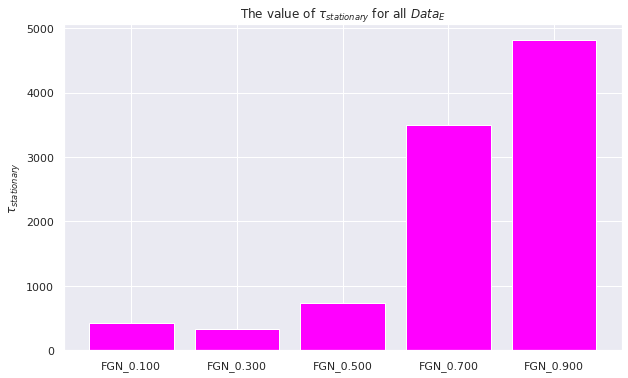 The value of τstationary for all DataE
5000
4000
3000
2000
1000
0
τstationary
FGN_0.100 FGN_0.300 FGN_0.500 FGN_0.700 FGN_0.900